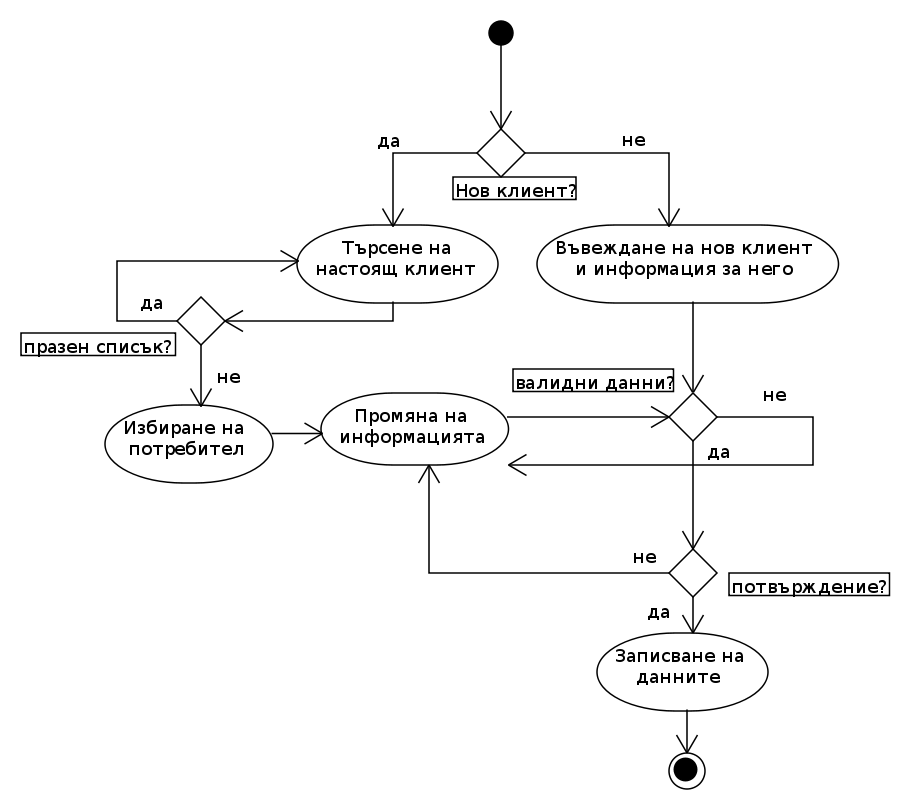 да
не
Нов клиент?
Търсене на
настоящ клиент
Въвеждане на нов клиент
и информация за него
да
празен списък?
не
валидни данни?
не
Избиране на
потребител
Промяна на
информацията
да
не
потвърждение?
да
Записване на
данните